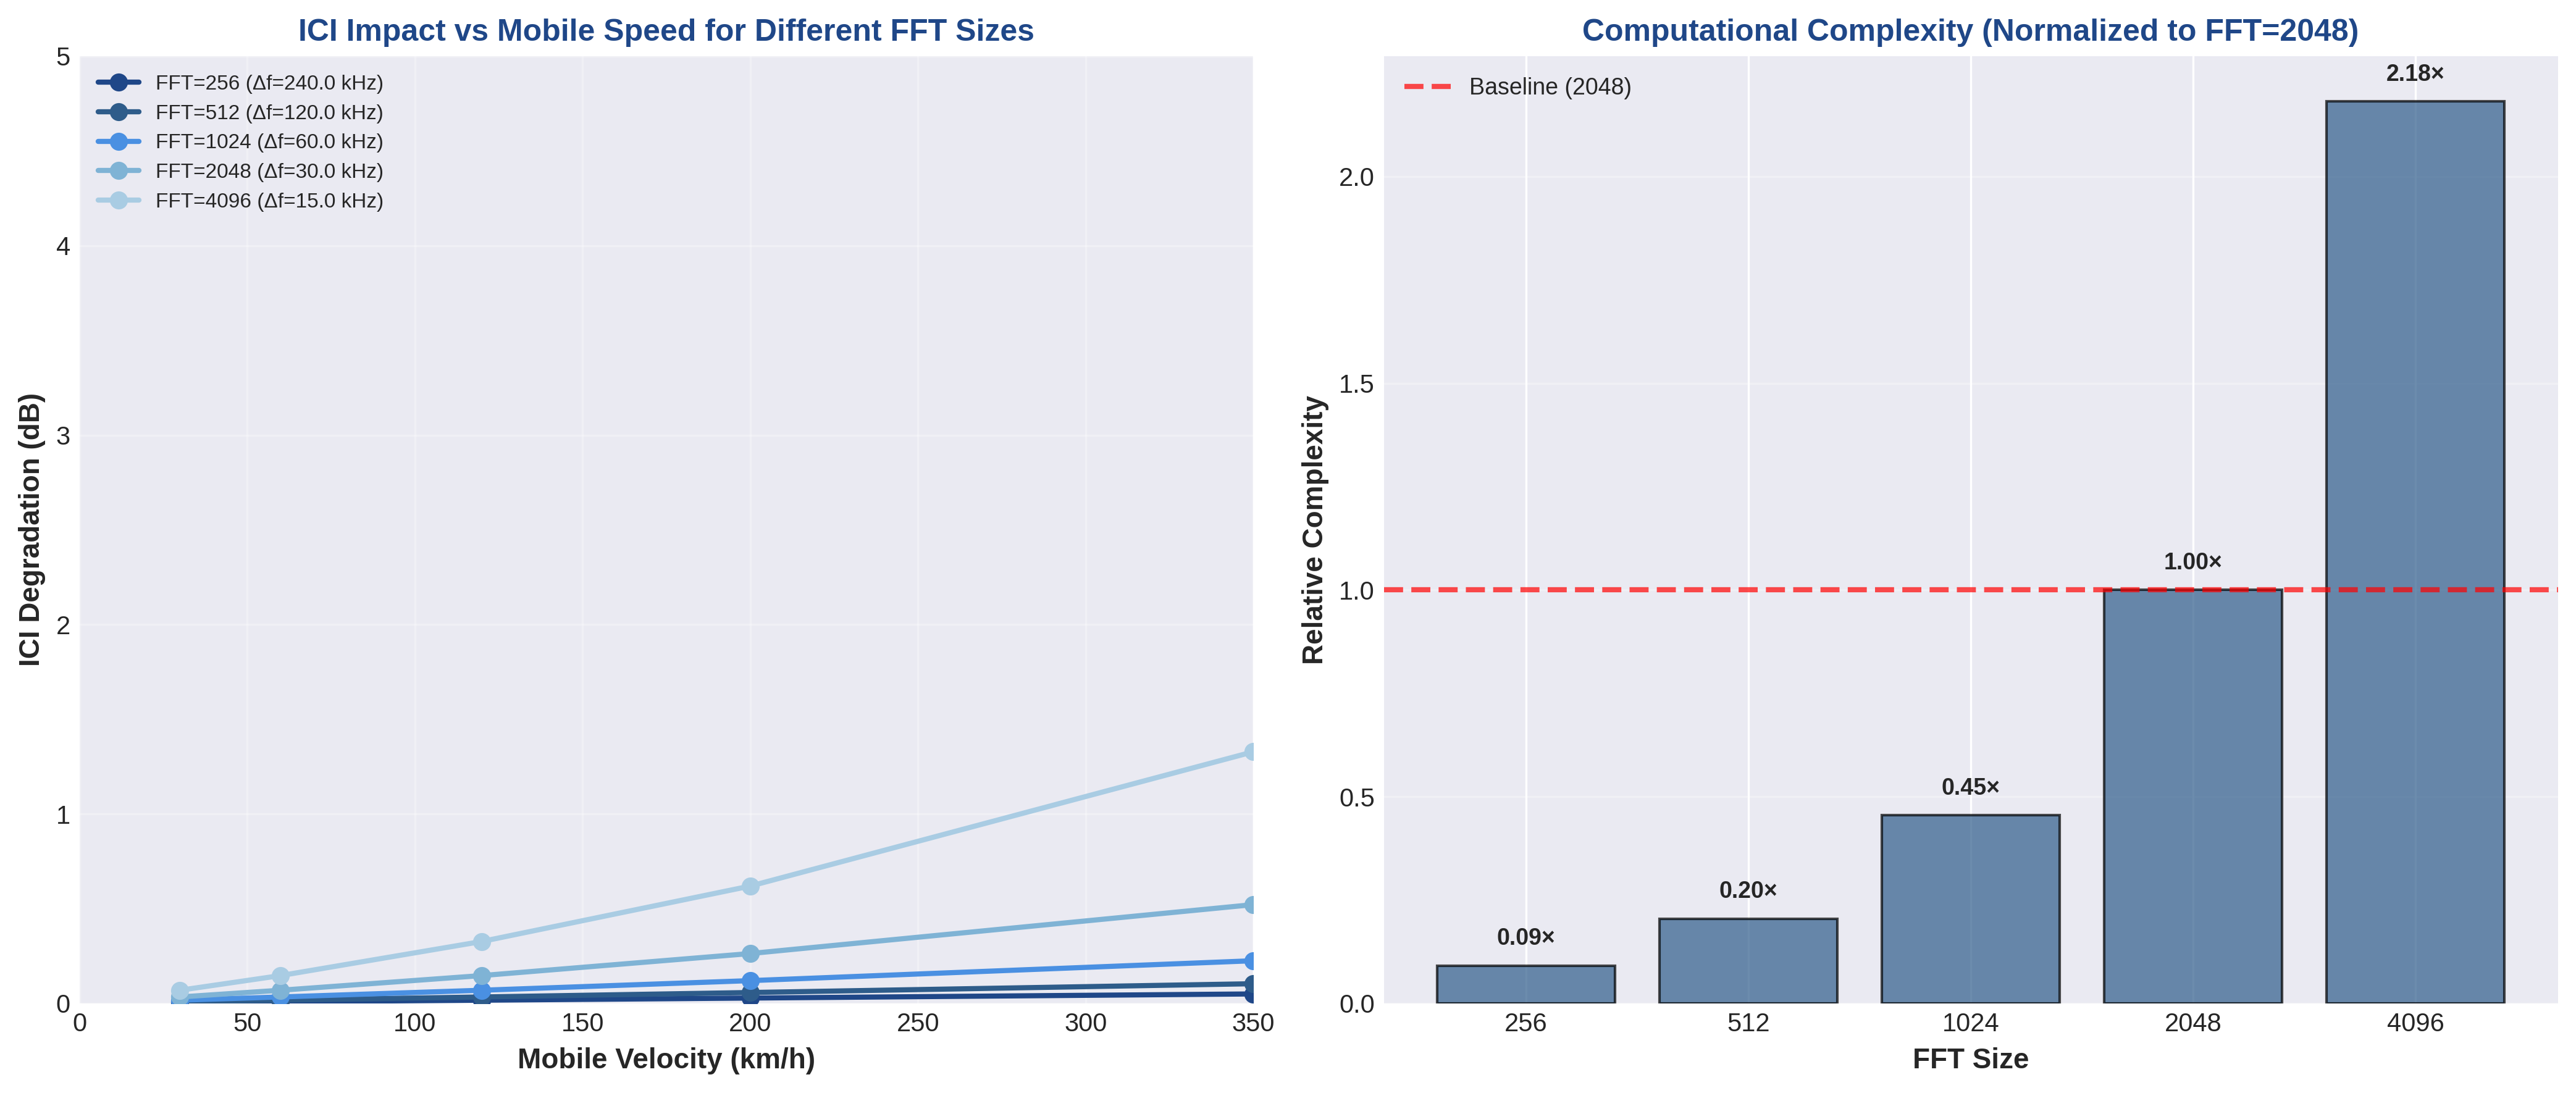 ICI Impact vs Mobile Speed for Different FFT Sizes
FFT=256 (Δf=240.0 kHz)
FFT=512 (Δf=120.0 kHz)
FFT=1024 (Δf=60.0 kHz)
FFT=2048 (Δf=30.0 kHz)
FFT=4096 (Δf=15.0 kHz)
5
4
3
2
1
0
ICI Degradation (dB)
0 50 100 150 200 250 300 350
Mobile Velocity (km/h)
Computational Complexity (Normalized to FFT=2048)
Baseline (2048)
2.0
1.5
1.0
0.5
0.0
Relative Complexity
0.09×
0.20×
0.45×
1.00×
2.18×
256 512 1024 2048 4096
FFT Size